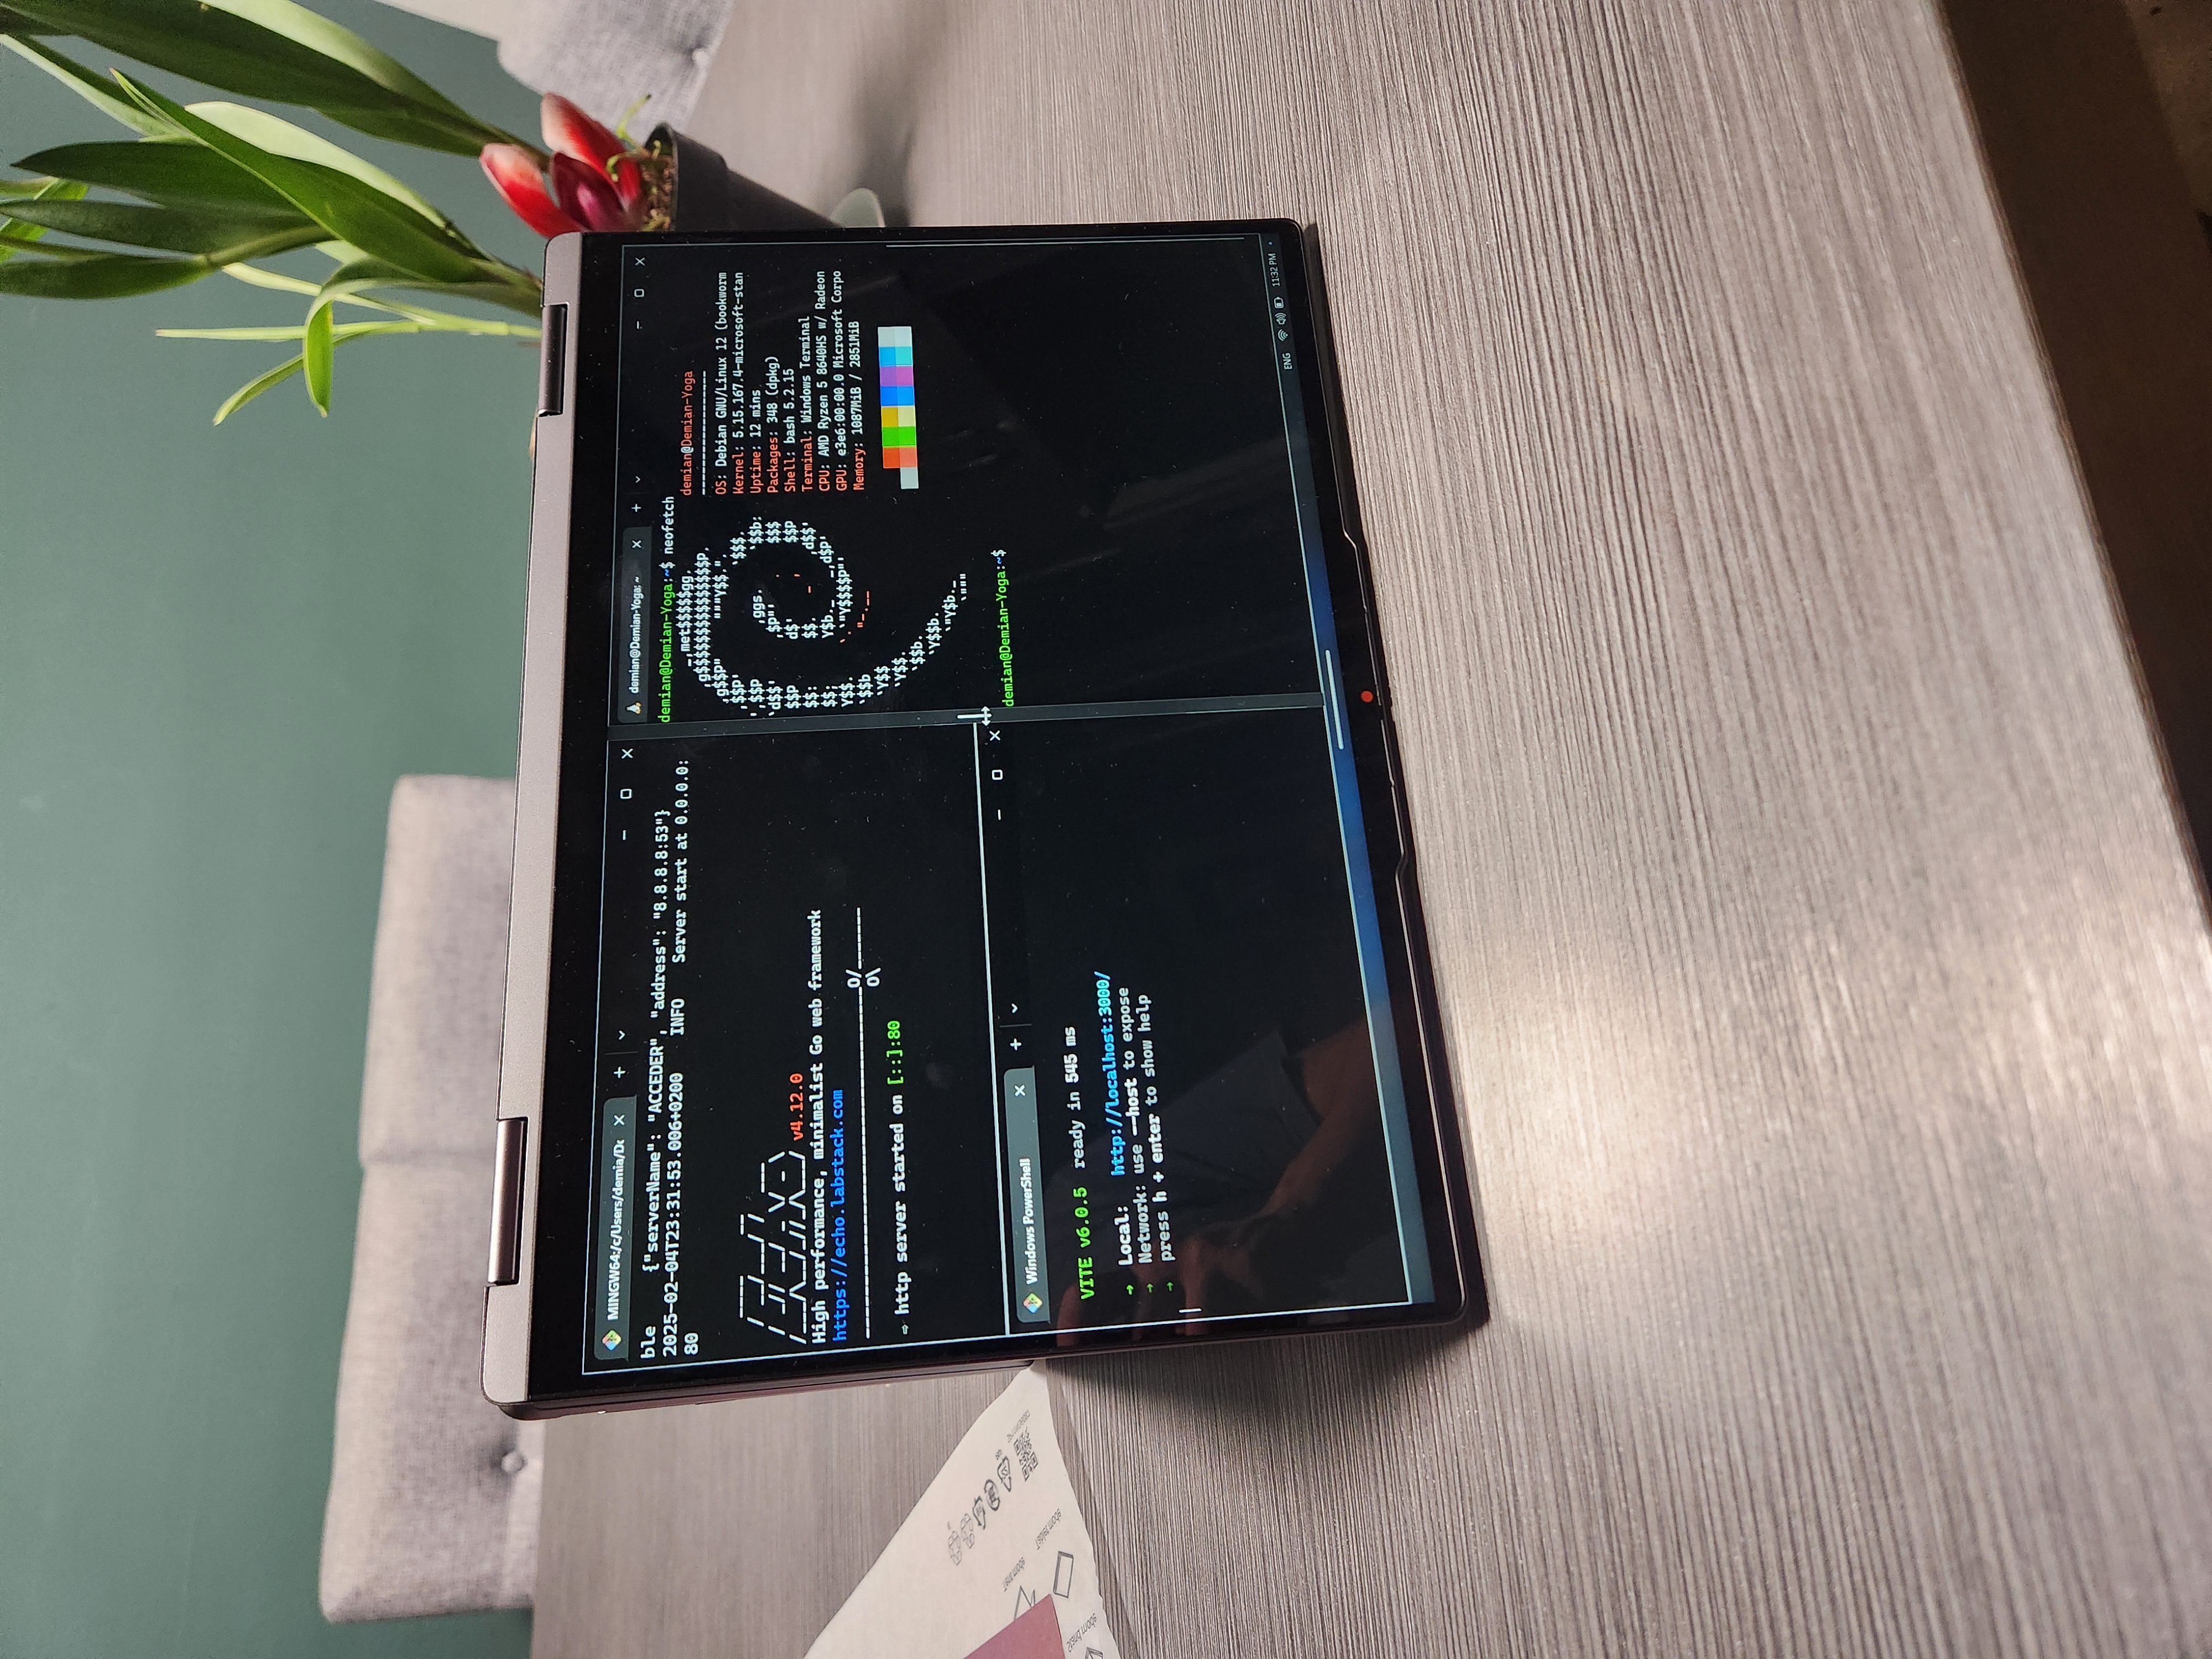 MINGW64:/c/Users/demia/Do
ble {"serverName": "ACCEDER", "address": "8.8.8.8:53"}
2025-02-04T23:31:53.006+0200 INFO Server start at 0.0.0.0:
80
Echo
v4.12.0
High performance, minimalist Go web framework
https://echo.labstack.com
____________________________________O/_______
O\
⇨ http server started on [::]:80
Windows PowerShell
VITE v6.0.5 ready in 545 ms
➜ Local: http://localhost:3000/
➜ Network: use --host to expose
➜ press h + enter to show help
demian@Demian-Yoga: ~
demian@Demian-Yoga:~$ neofetch
demian@Demian-Yoga
------------------
OS: Debian GNU/Linux 12 (bookworm
Kernel: 5.15.167.4-microsoft-stan
Uptime: 12 mins
Packages: 348 (dpkg)
Shell: bash 5.2.15
Terminal: Windows Terminal
CPU: AMD Ryzen 5 8640HS w/ Radeon
GPU: e3e6:00:00.0 Microsoft Corpo
Memory: 1087MiB / 2851MiB
demian@Demian-Yoga:~$
ENG
11:32 PM